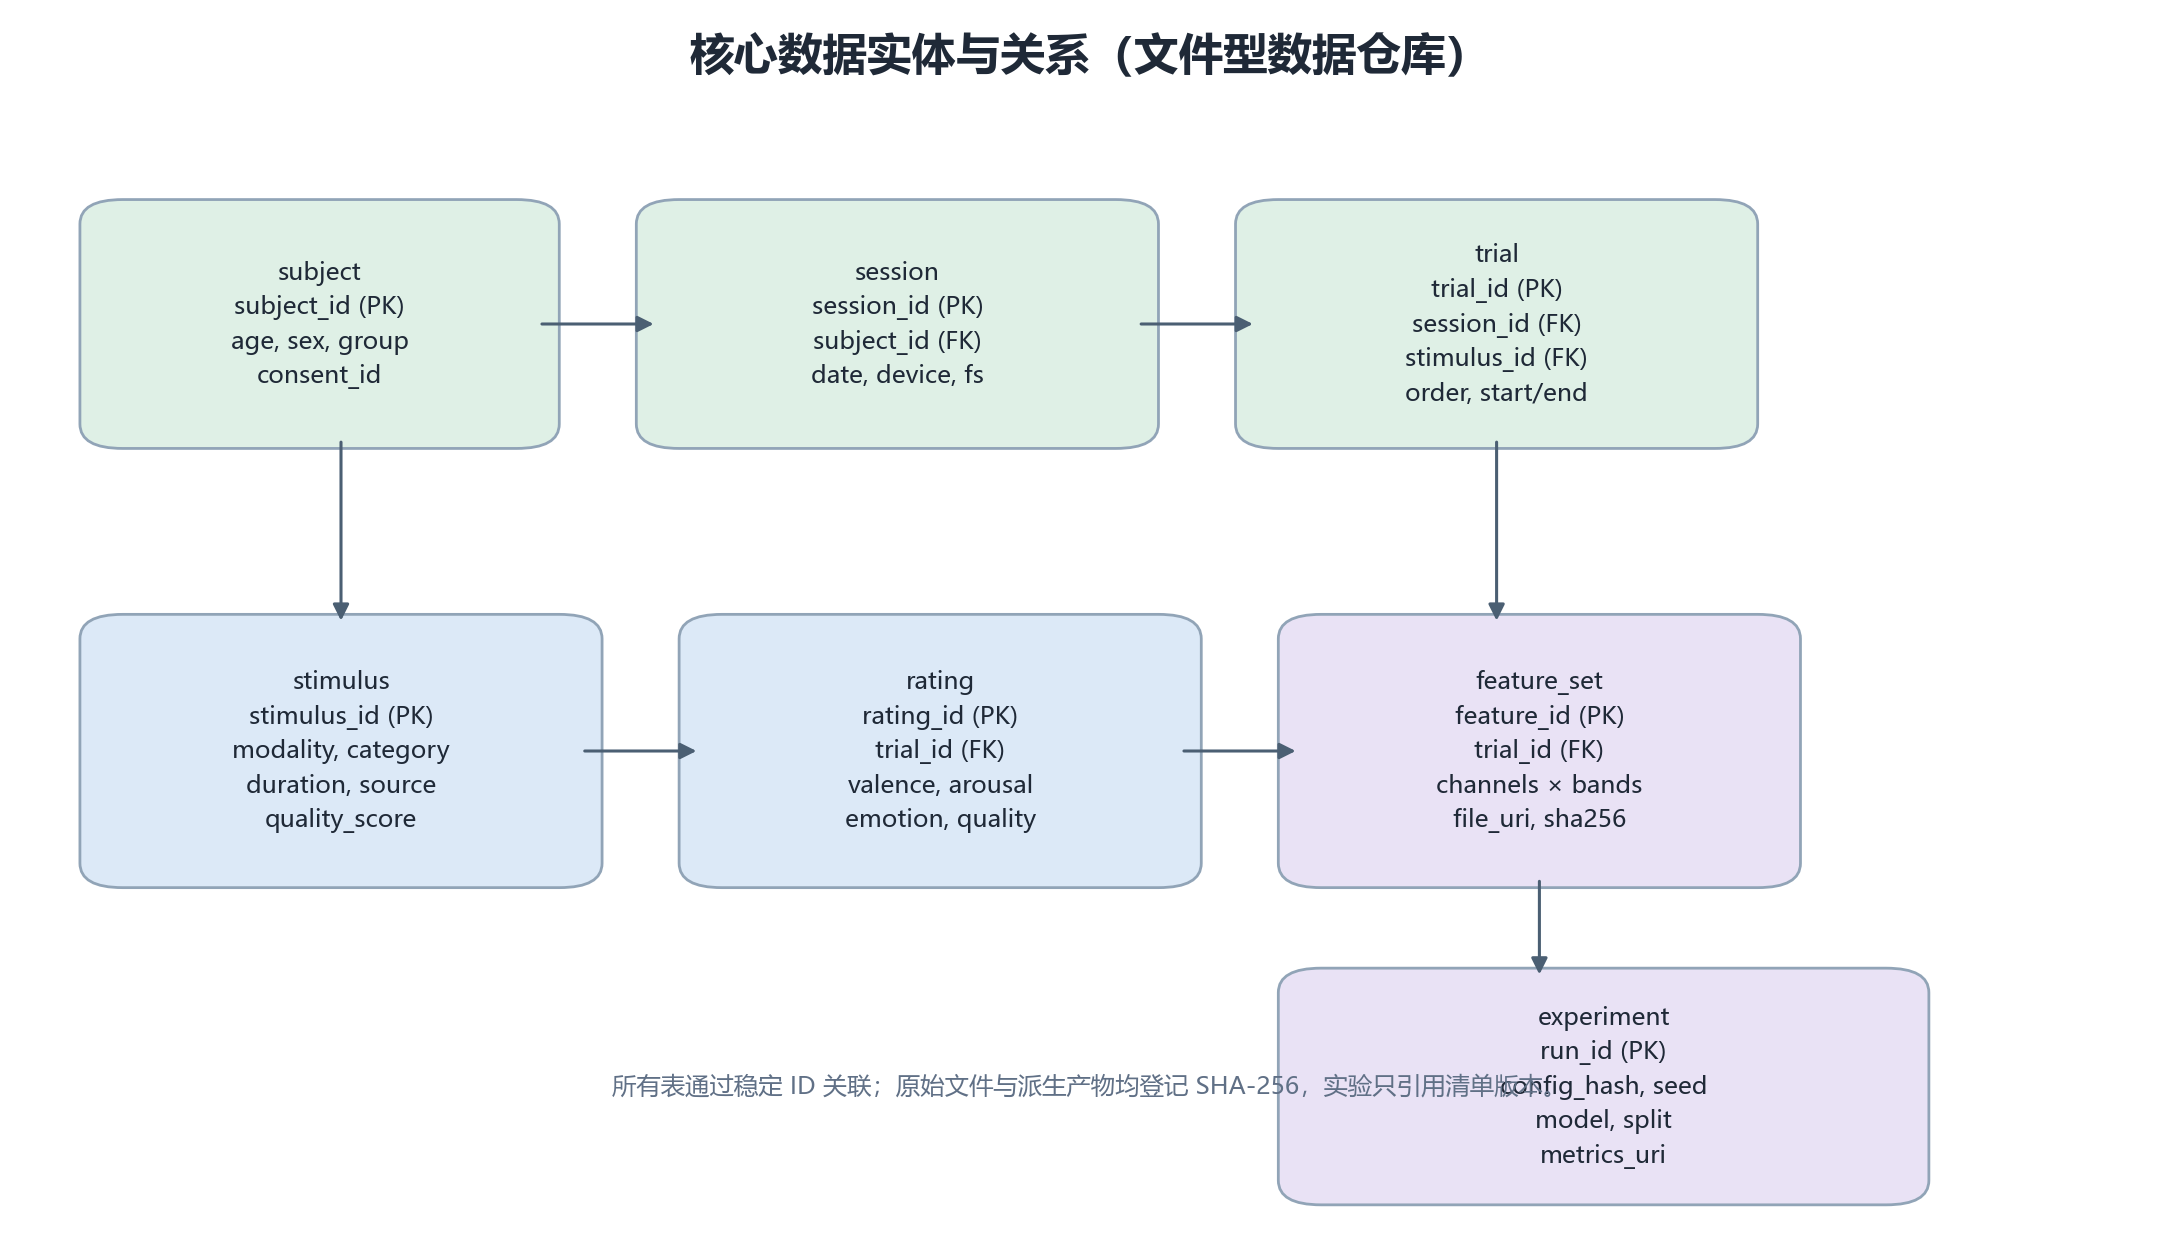 核心数据实体与关系（文件型数据仓库）
subject
subject_id (PK)
age, sex, group
consent_id
session
session_id (PK)
subject_id (FK)
date, device, fs
trial
trial_id (PK)
session_id (FK)
stimulus_id (FK)
order, start/end
stimulus
stimulus_id (PK)
modality, category
duration, source
quality_score
rating
rating_id (PK)
trial_id (FK)
valence, arousal
emotion, quality
feature_set
feature_id (PK)
trial_id (FK)
channels × bands
file_uri, sha256
experiment
run_id (PK)
config_hash, seed
model, split
metrics_uri
所有表通过稳定 ID 关联；原始文件与派生产物均登记 SHA-256，实验只引用清单版本。